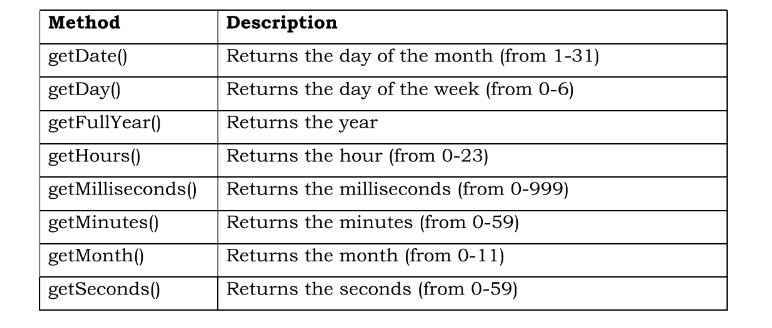 Method Description
getDate() Returns the day of the month (from 1-31)
getDay() Returns the day of the week (from 0-6)
getFullYear() Returns the year
getHours() Returns the hour (from 0-23)
getMilliseconds() Returns the milliseconds (from 0-999)
getMinutes() Returns the minutes (from 0-59)
getMonth() Returns the month (from 0-11)
getSeconds() Returns the seconds (from 0-59)